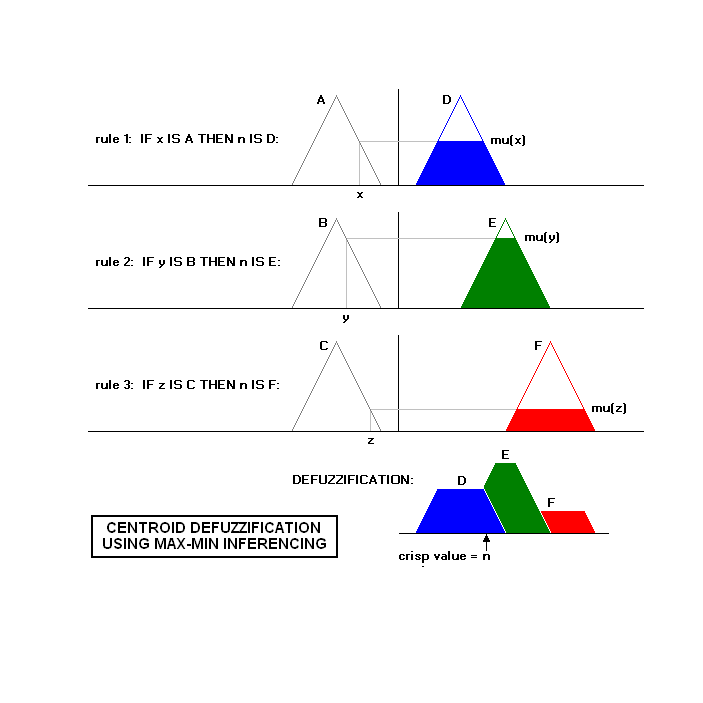 A
D
rule 1:  IF x IS A THEN n IS D:
mu(x)
x
B
E
rule 2:  IF y IS B THEN n IS E:
mu(y)
y
C
F
rule 3:  IF z IS C THEN n IS F:
mu(z)
z
E
DEFUZZIFICATION:
D
F
CENTROID DEFUZZIFICATION
USING MAX-MIN INFERENCING
crisp value = n